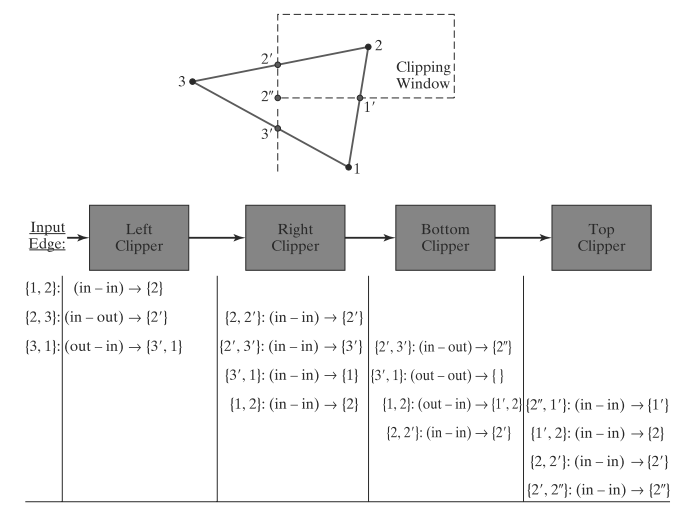 2
2′
Clipping
Window
3
2″
1′
3′
1
Input
Edge:
Left
Clipper
Right
Clipper
Bottom
Clipper
Top
Clipper
{1, 2}: (in – in) → {2}
{2, 3}: (in – out) → {2′} {2, 2′}: (in – in) → {2′}
{3, 1}: (out – in) → {3′, 1} {2′, 3′}: (in – in) → {3′} {2′, 3′}: (in – out) → {2″}
{3′, 1}: (in – in) → {1} {3′, 1}: (out – out) → { }
{1, 2}: (in – in) → {2} {1, 2}: (out – in) → {1′, 2} {2″, 1′}: (in – in) → {1′}
{2, 2′}: (in – in) → {2′} {1′, 2}: (in – in) → {2}
{2, 2′}: (in – in) → {2′}
{2′, 2″}: (in – in) → {2″}